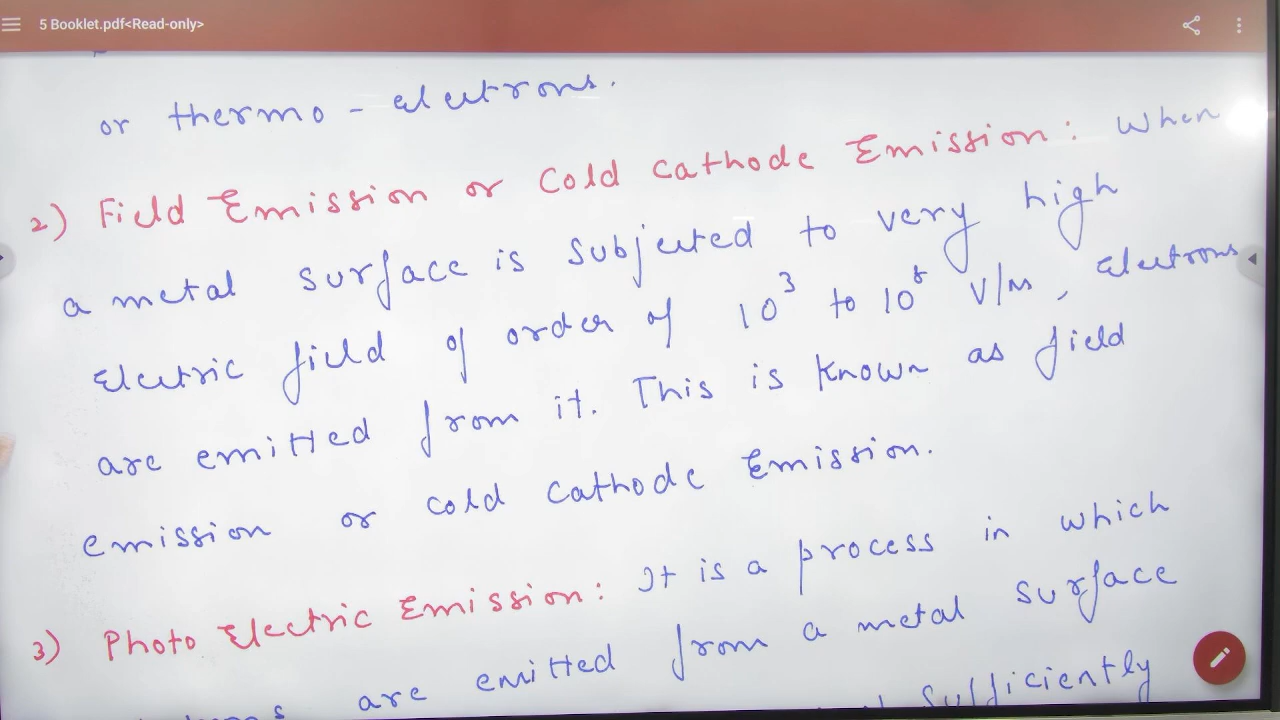 5 Booklet.pdf<Read-only>
or thermo - electrons.
2) Field Emission or Cold Cathode Emission: When
a metal surface is subjected to very high
Electric field of order of 10³ to 10⁸ V/m, Electrons
are emitted from it. This is known as field
emission or cold cathode Emission.
3) Photo Electric Emission: It is a process in which
are emitted from a metal surface
sufficiently